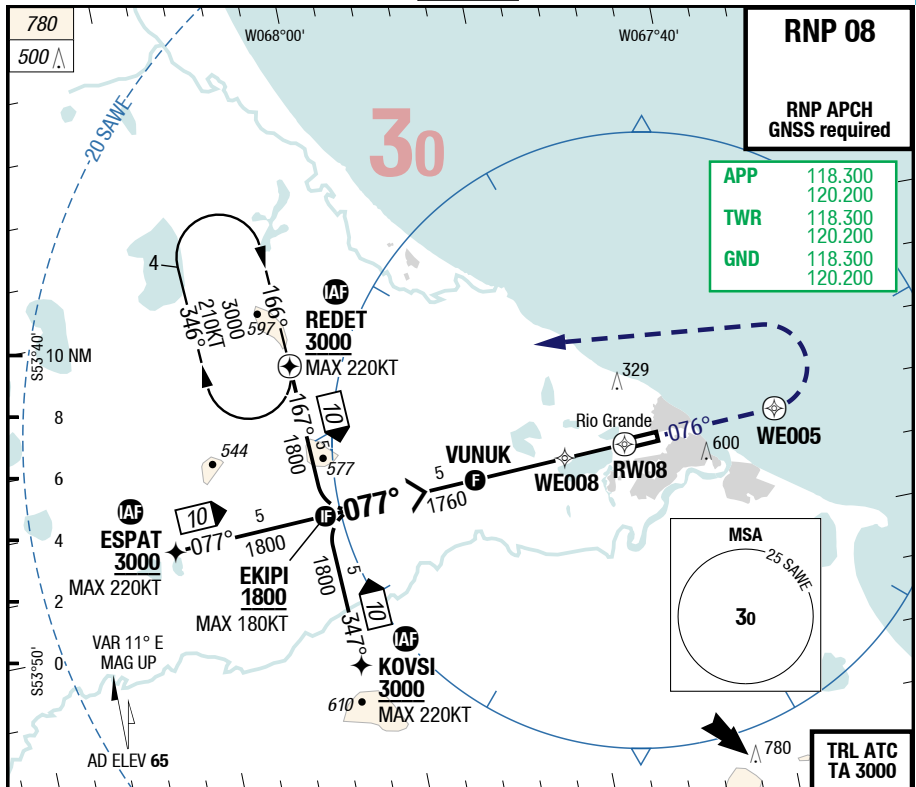 780
500
W068°00'
W067°40'
RNP 08
RNP APCH
GNSS required
20 SAWE
30
APP 118.300
120.200
TWR 118.300
120.200
GND 118.300
120.200
4
346°
210KT
3000
166°
597
IAF
REDET
3000
MAX 220KT
S53°40'
10 NM
8
6
4
2
0
S53°50'
167°
1800
10
5
577
544
329
Rio Grande
076°
600
WE005
RW08
WE008
VUNUK
F
5
1760
077°
IF
IAF
ESPAT
3000
MAX 220KT
10
077°
5
1800
EKIPI
1800
MAX 180KT
1800
5
10
347°
IAF
KOVSI
3000
MAX 220KT
610
MSA
25 SAWE
30
VAR 11° E
MAG UP
AD ELEV 65
780
TRL ATC
TA 3000